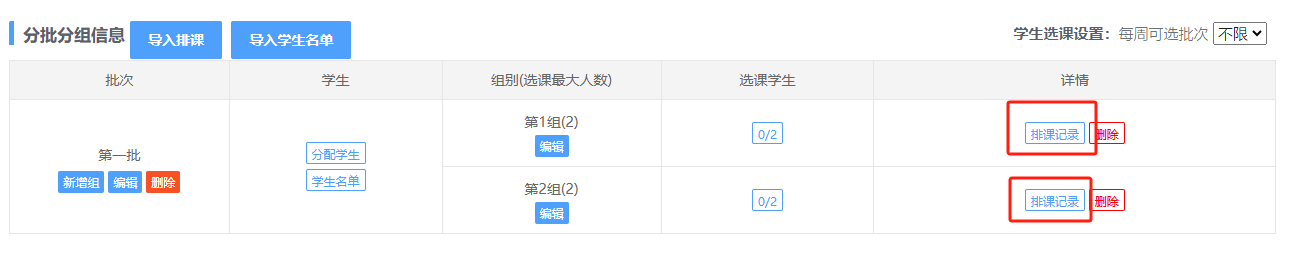 分批分组信息 导入排课 导入学生名单 学生选课设置：每周可选批次 不限
批次 学生 组别(选课最大人数) 选课学生 详情
第一批
新增组 编辑 删除
分配学生
学生名单
第1组(2)
编辑
0/2
排课记录 删除
第2组(2)
编辑
0/2
排课记录 删除